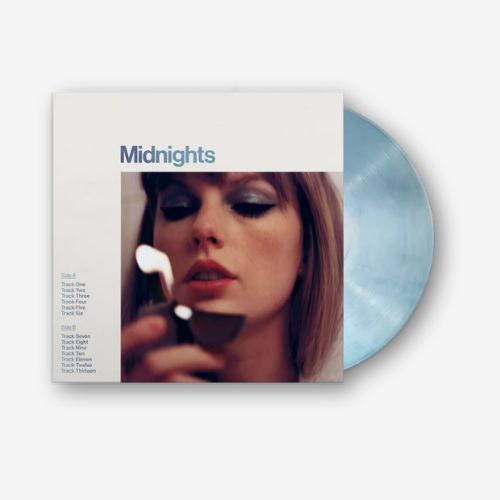 Midnights
Side A
Track One
Track Two
Track Three
Track Four
Track Five
Track Six
Side B
Track Seven
Track Eight
Track Nine
Track Ten
Track Eleven
Track Twelve
Track Thirteen